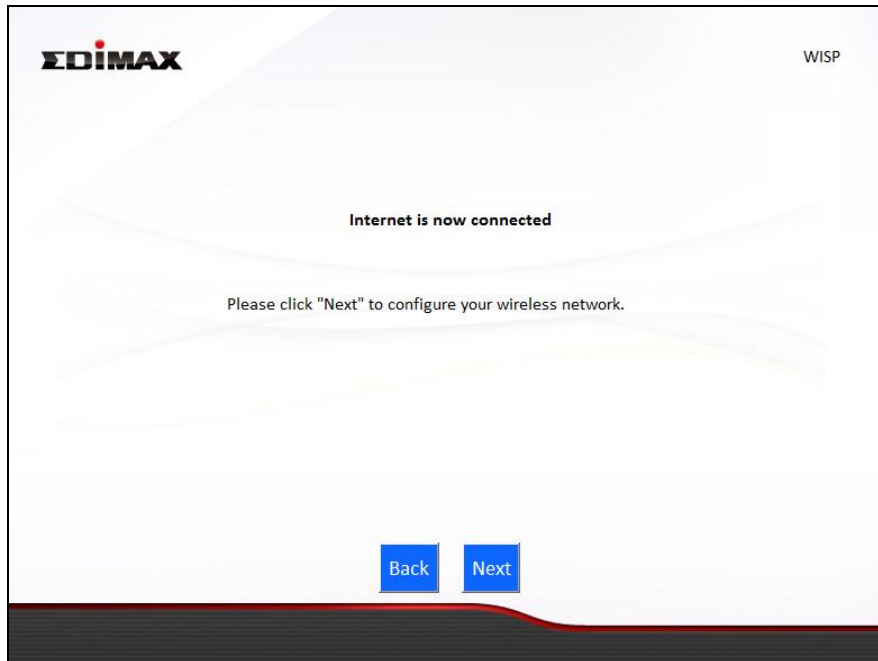 EDIMAX
WISP
Internet is now connected
Please click "Next" to configure your wireless network.
Back
Next